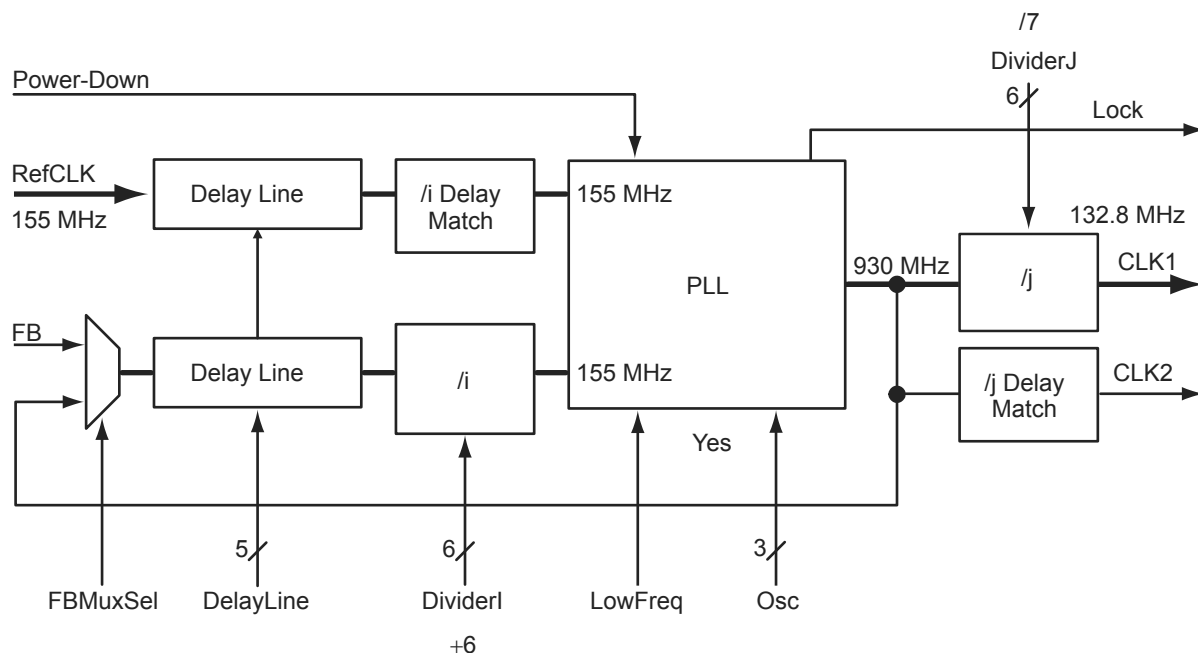 /7
DividerJ
Power-Down
6
Lock
RefCLK
155 MHz
Delay Line
/i Delay
Match
155 MHz
132.8 MHz
PLL
930 MHz
/j
CLK1
FB
Delay Line
/i
155 MHz
/j Delay
Match
CLK2
Yes
5
6
3
FBMuxSel
DelayLine
DividerI
LowFreq
Osc
+6